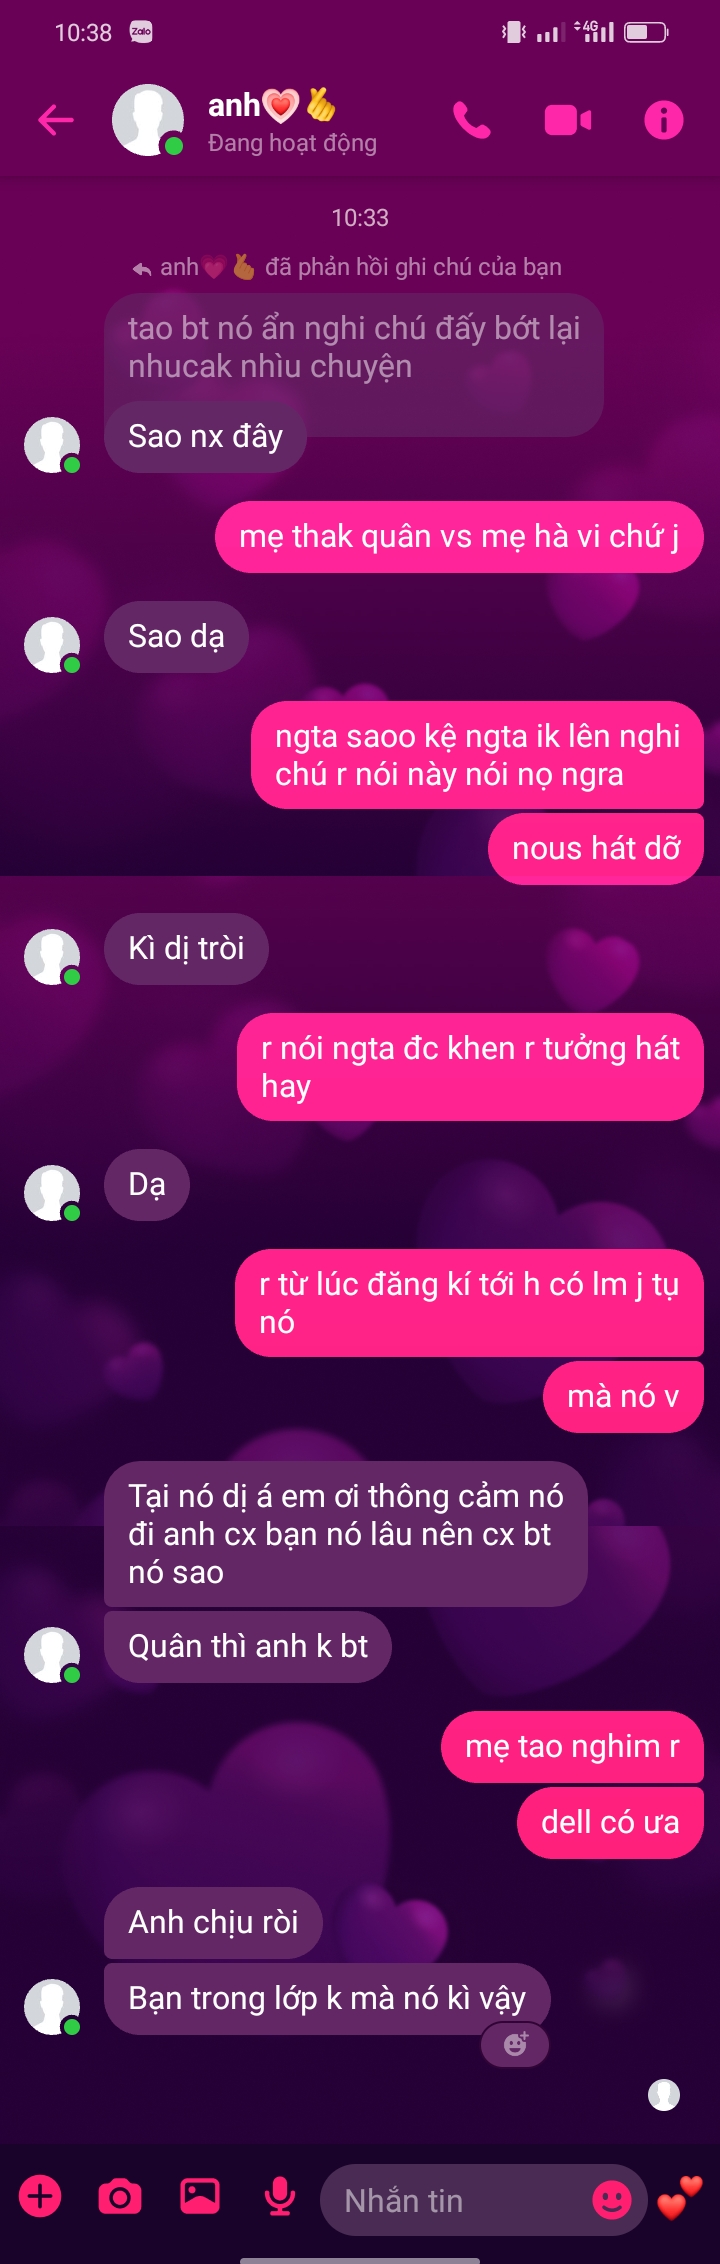 10:38 Zalo 4G
anh💗🫰
Đang hoạt động
10:33
anh💗🫰 đã phản hồi ghi chú của bạn
tao bt nó ẩn nghi chú đấy bớt lại
nhucak nhìu chuyện
Sao nx đây
mẹ thak quân vs mẹ hà vi chứ j
Sao dạ
ngta saoo kệ ngta ik lên nghi
chú r nói này nói nọ ngra
nous hát dỡ
Kì dị tròi
r nói ngta đc khen r tưởng hát
hay
Dạ
r từ lúc đăng kí tới h có lm j tụ
nó
mà nó v
Tại nó dị á em ơi thông cảm nó
đi anh cx bạn nó lâu nên cx bt
nó sao
Quân thì anh k bt
mẹ tao nghim r
dell có ưa
Anh chịu ròi
Bạn trong lớp k mà nó kì vậy
Nhắn tin